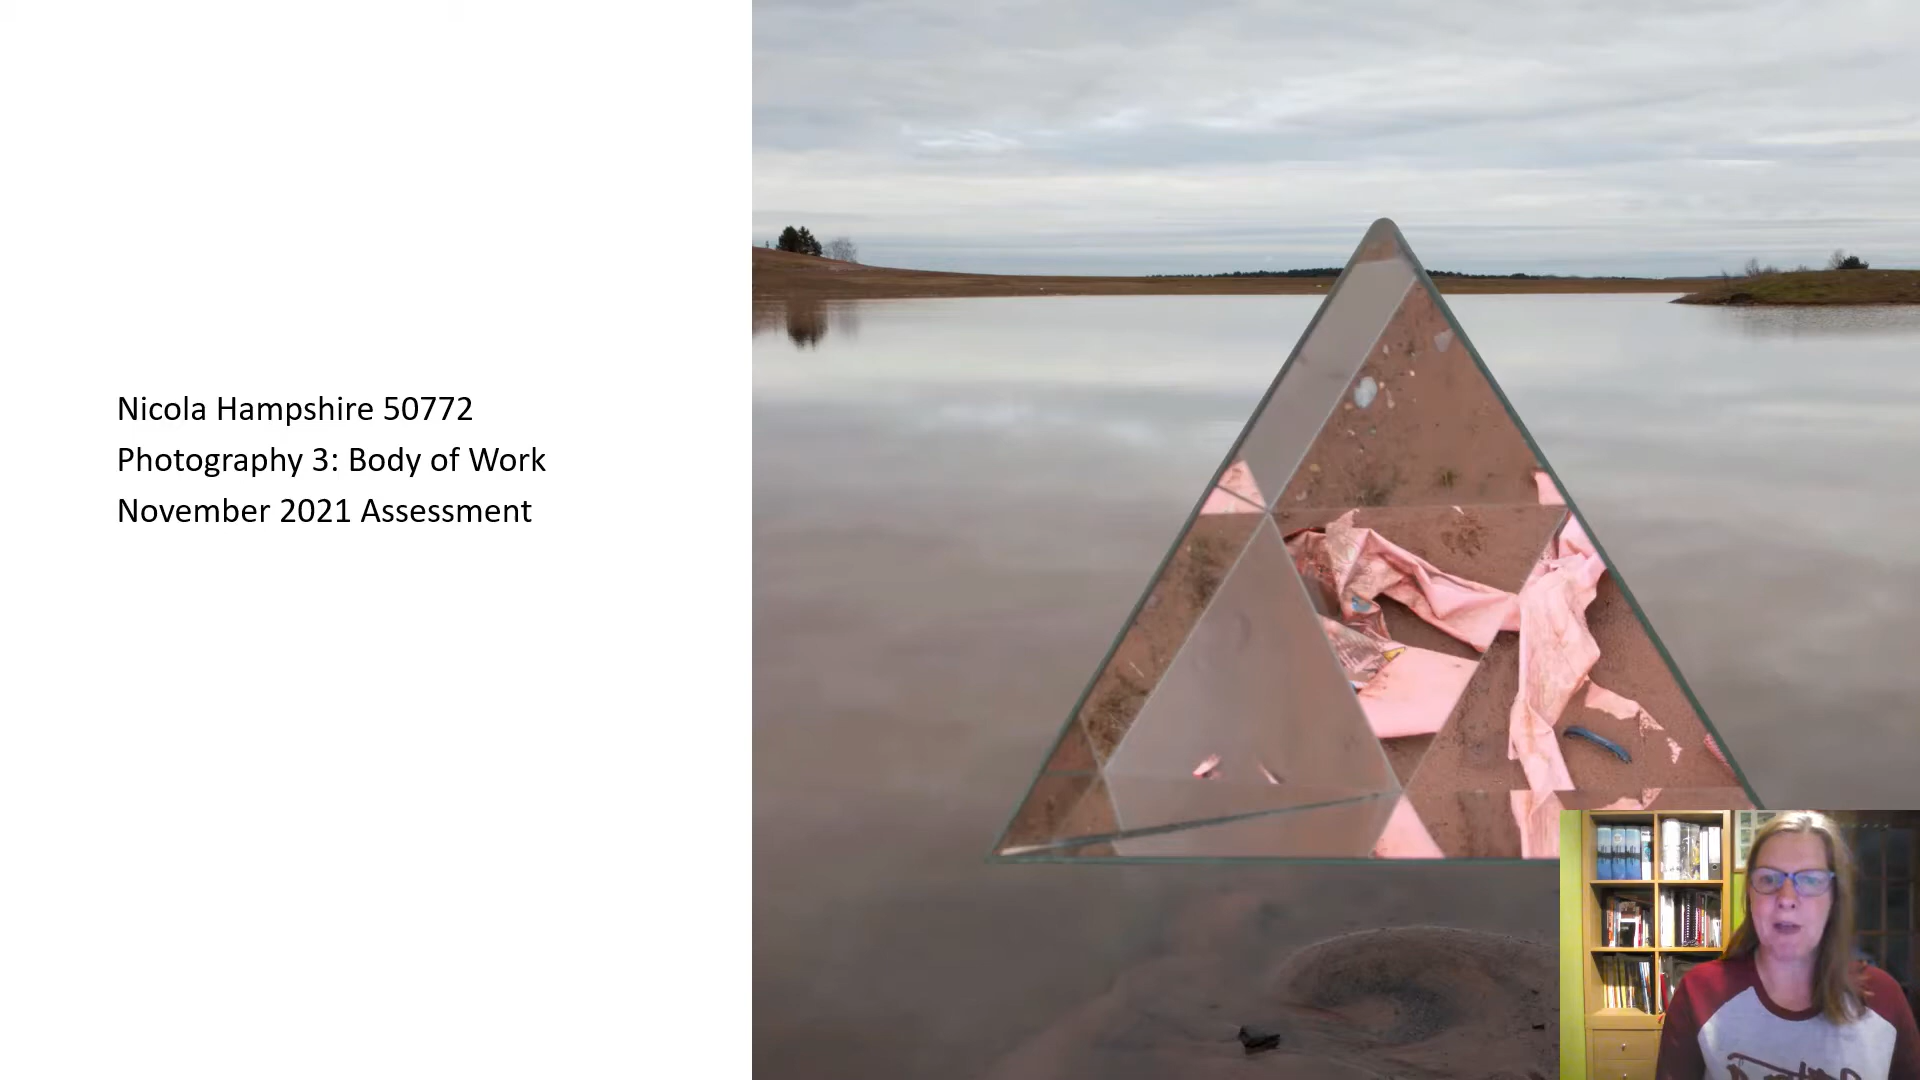 Nicola Hampshire 50772
Photography 3: Body of Work
November 2021 Assessment